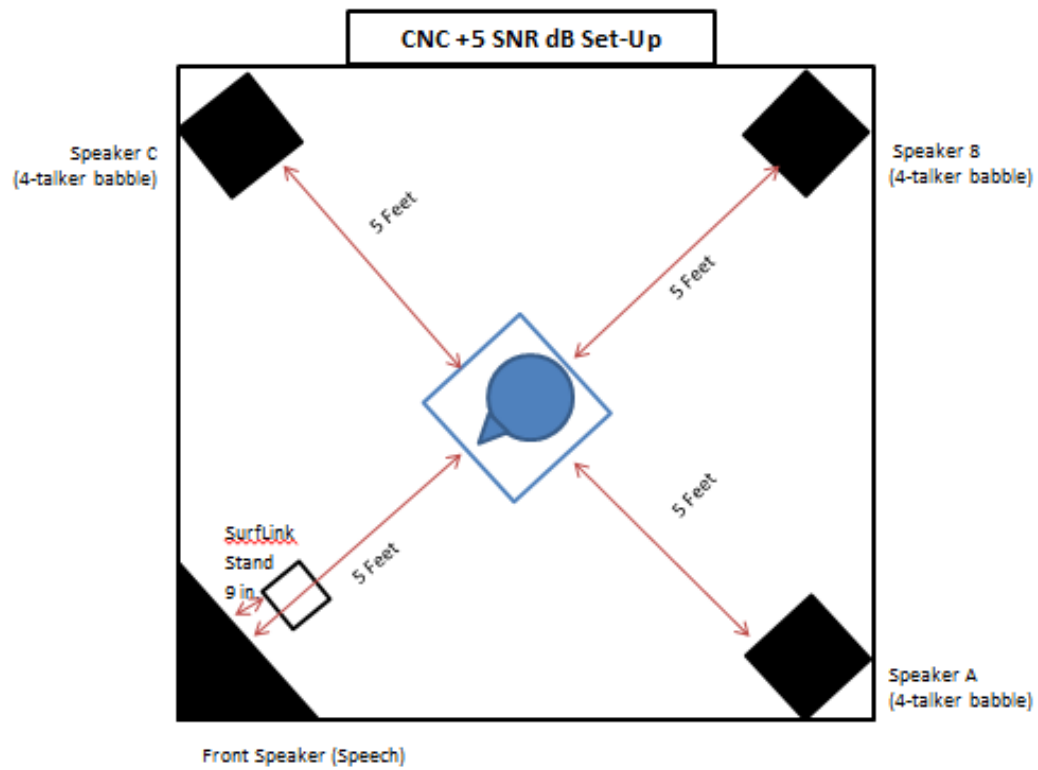 CNC +5 SNR dB Set-Up
Speaker C
(4-talker babble)
Speaker B
(4-talker babble)
5 Feet
5 Feet
SurfLink
Stand
9 in.
5 Feet
5 Feet
Speaker A
(4-talker babble)
Front Speaker (Speech)